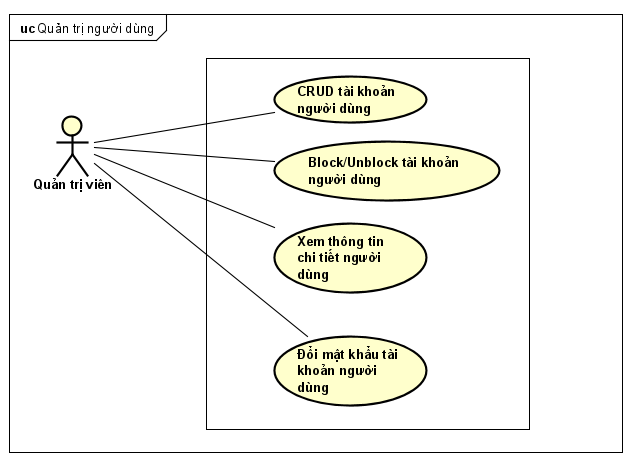 uc Quản trị người dùng
CRUD tài khoản
người dùng
Block/Unblock tài khoản
người dùng
Quản trị viên
Xem thông tin
chi tiết người
dùng
Đổi mật khẩu tài
khoản người
dùng